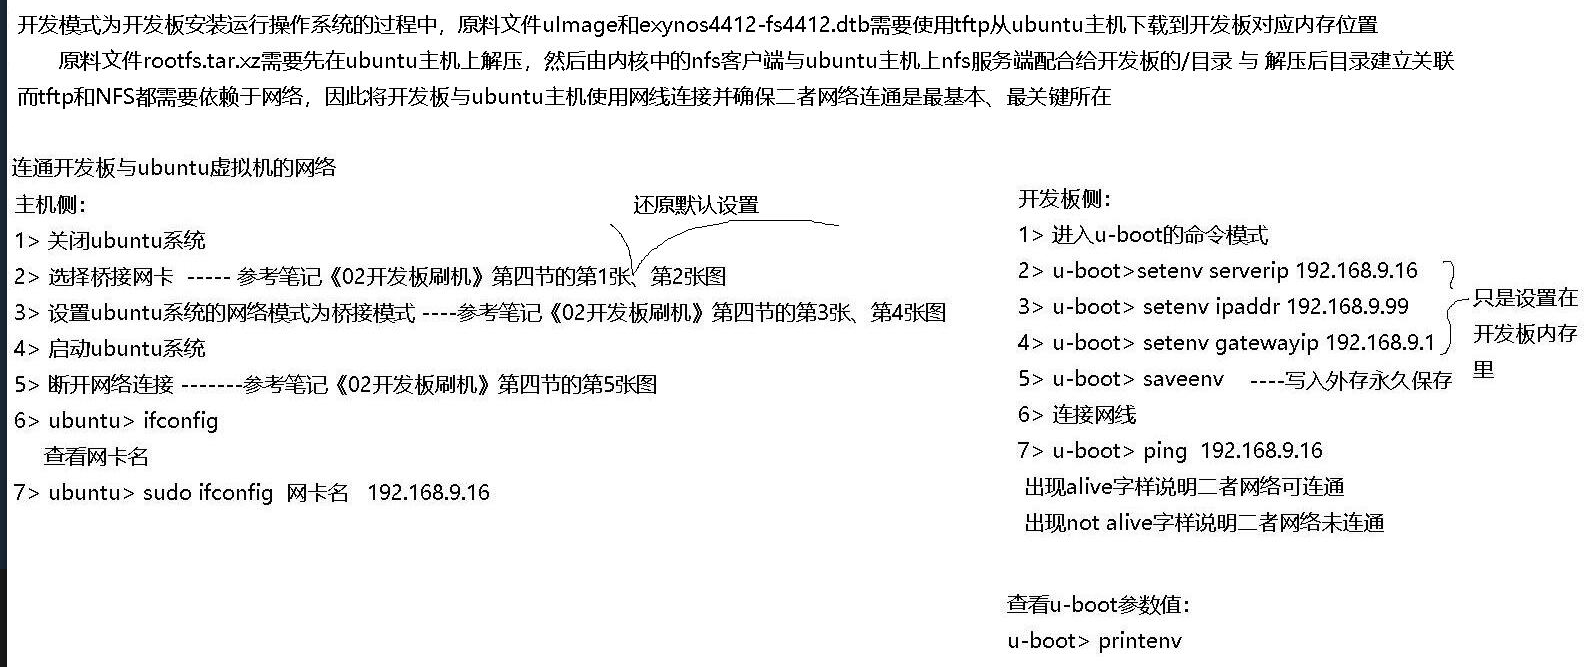 开发模式为开发板安装运行操作系统的过程中，原料文件uImage和exynos4412-fs4412.dtb需要使用tftp从ubuntu主机下载到开发板对应内存位置
原料文件rootfs.tar.xz需要先在ubuntu主机上解压，然后由内核中的nfs客户端与ubuntu主机上nfs服务端配合给开发板的/目录 与 解压后目录建立关联
而tftp和NFS都需要依赖于网络，因此将开发板与ubuntu主机使用网线连接并确保二者网络连通是最基本、最关键所在
连通开发板与ubuntu虚拟机的网络
主机侧：
还原默认设置
1> 关闭ubuntu系统
2> 选择桥接网卡 ----- 参考笔记《02开发板刷机》第四节的第1张、第2张图
3> 设置ubuntu系统的网络模式为桥接模式 ----参考笔记《02开发板刷机》第四节的第3张、第4张图
4> 启动ubuntu系统
5> 断开网络连接 -------参考笔记《02开发板刷机》第四节的第5张图
6> ubuntu> ifconfig
查看网卡名
7> ubuntu> sudo ifconfig 网卡名 192.168.9.16
开发板侧：
1> 进入u-boot的命令模式
2> u-boot>setenv serverip 192.168.9.16
3> u-boot> setenv ipaddr 192.168.9.99
4> u-boot> setenv gatewayip 192.168.9.1
只是设置在
开发板内存
里
5> u-boot> saveenv ----写入外存永久保存
6> 连接网线
7> u-boot> ping 192.168.9.16
出现alive字样说明二者网络可连通
出现not alive字样说明二者网络未连通
查看u-boot参数值：
u-boot> printenv